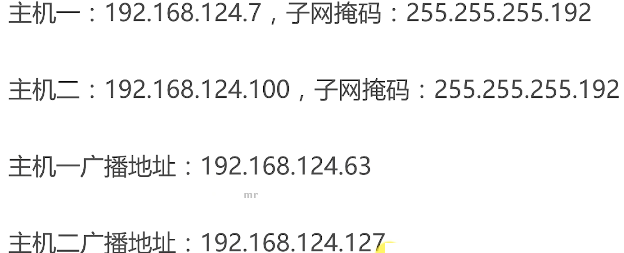 主机一：192.168.124.7，子网掩码：255.255.255.192
主机二：192.168.124.100，子网掩码：255.255.255.192
主机一广播地址：192.168.124.63
mr
主机二广播地址：192.168.124.127